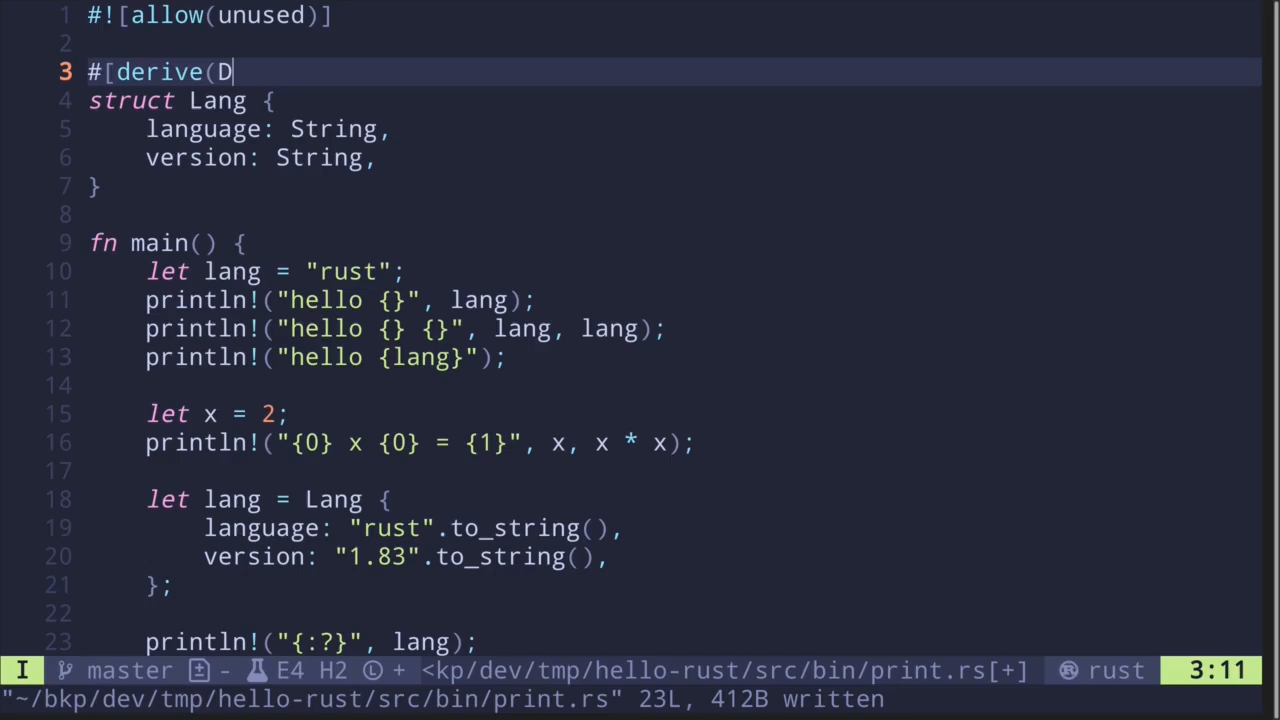 1 #![allow(unused)]
2
3 #[derive(D
4 struct Lang {
5     language: String,
6     version: String,
7 }
8
9 fn main() {
10     let lang = "rust";
11     println!("hello {}", lang);
12     println!("hello {} {}", lang, lang);
13     println!("hello {lang}");
14
15     let x = 2;
16     println!("{0} x {0} = {1}", x, x * x);
17
18     let lang = Lang {
19         language: "rust".to_string(),
20         version: "1.83".to_string(),
21     };
22
23     println!("{:?}", lang);
I master - E4 H2 + <kp/dev/tmp/hello-rust/src/bin/print.rs[+] rust 3:11
"~/bkp/dev/tmp/hello-rust/src/bin/print.rs" 23L, 412B written